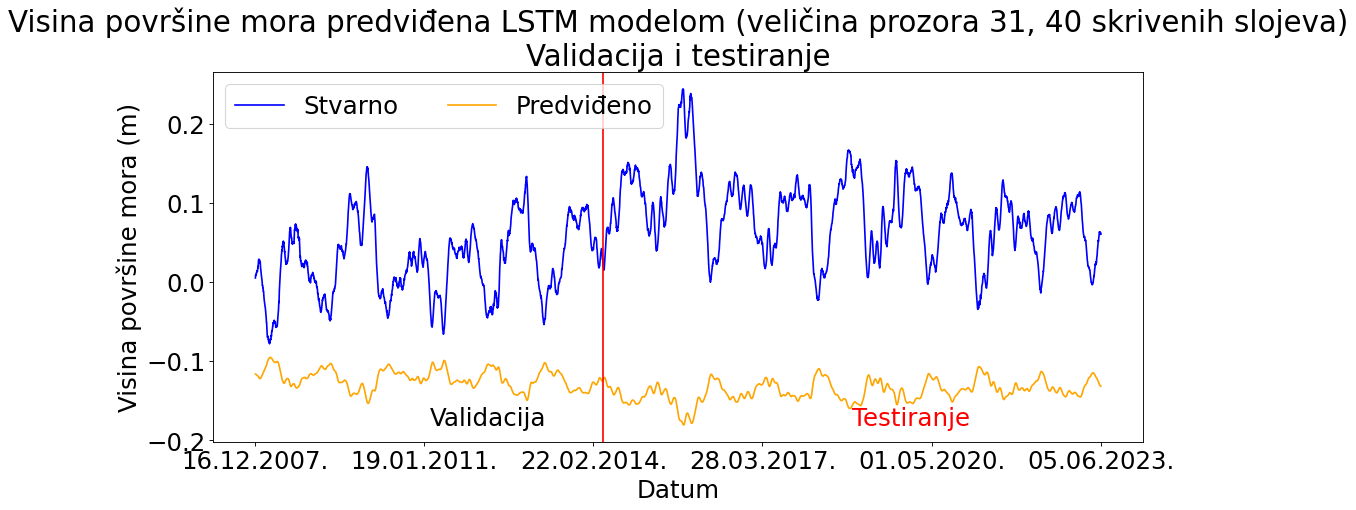 Visina površine mora predviđena LSTM modelom (veličina prozora 31, 40 skrivenih slojeva)
Validacija i testiranje
Stvarno Predviđeno
Visina površine mora (m)
0.2
0.1
0.0
−0.1
−0.2
Validacija Testiranje
16.12.2007. 19.01.2011. 22.02.2014. 28.03.2017. 01.05.2020. 05.06.2023.
Datum